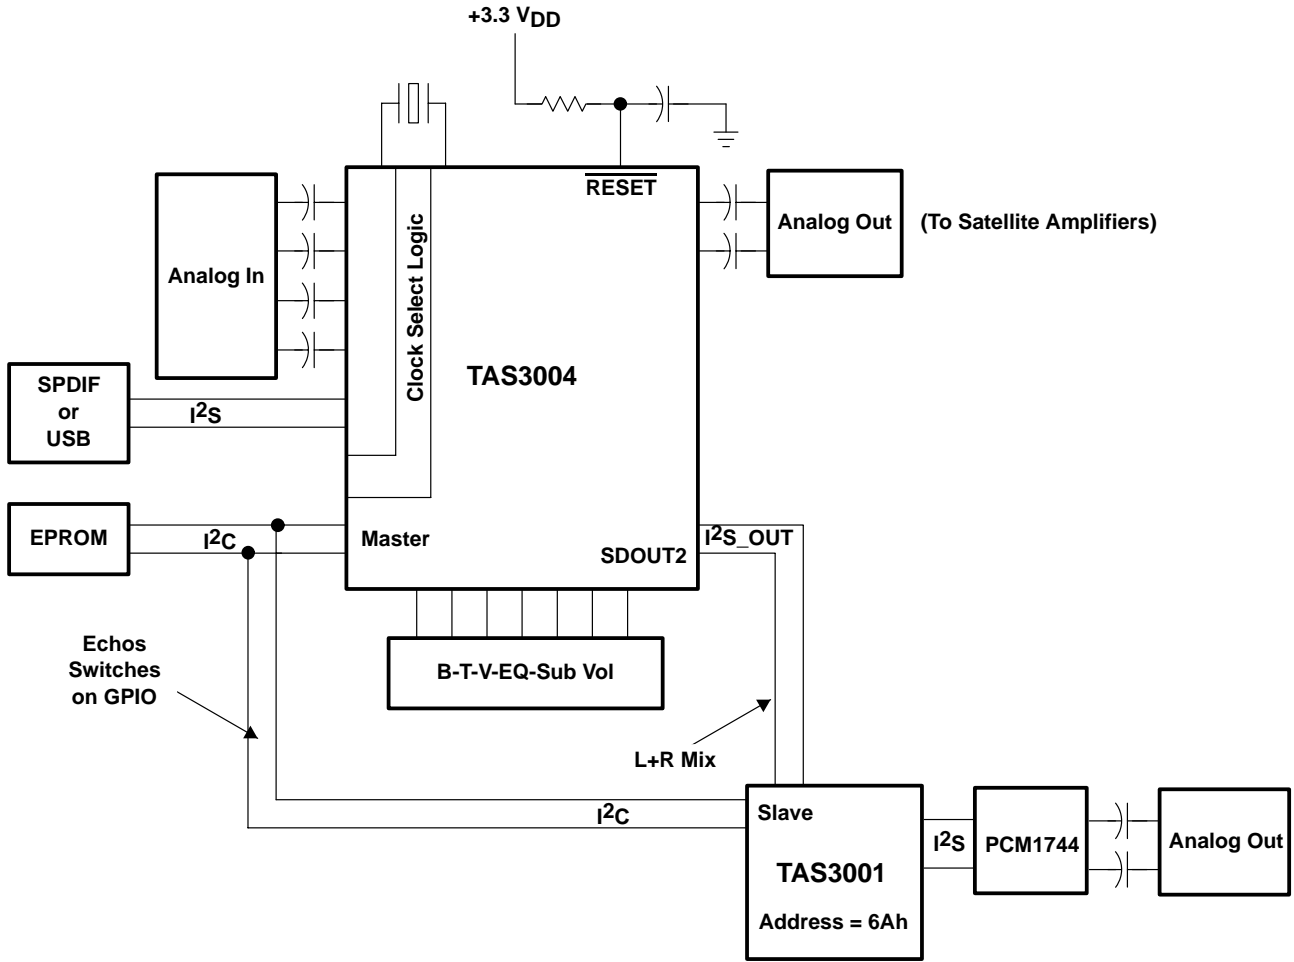 +3.3 VDD
RESET
Analog In
Clock Select Logic
TAS3004
Analog Out
(To Satellite Amplifiers)
SPDIF
or
USB
I2S
EPROM
I2C
Master
SDOUT2
I2S_OUT
Echos
Switches
on GPIO
B-T-V-EQ-Sub Vol
L+R Mix
I2C
Slave
TAS3001
Address = 6Ah
I2S
PCM1744
Analog Out